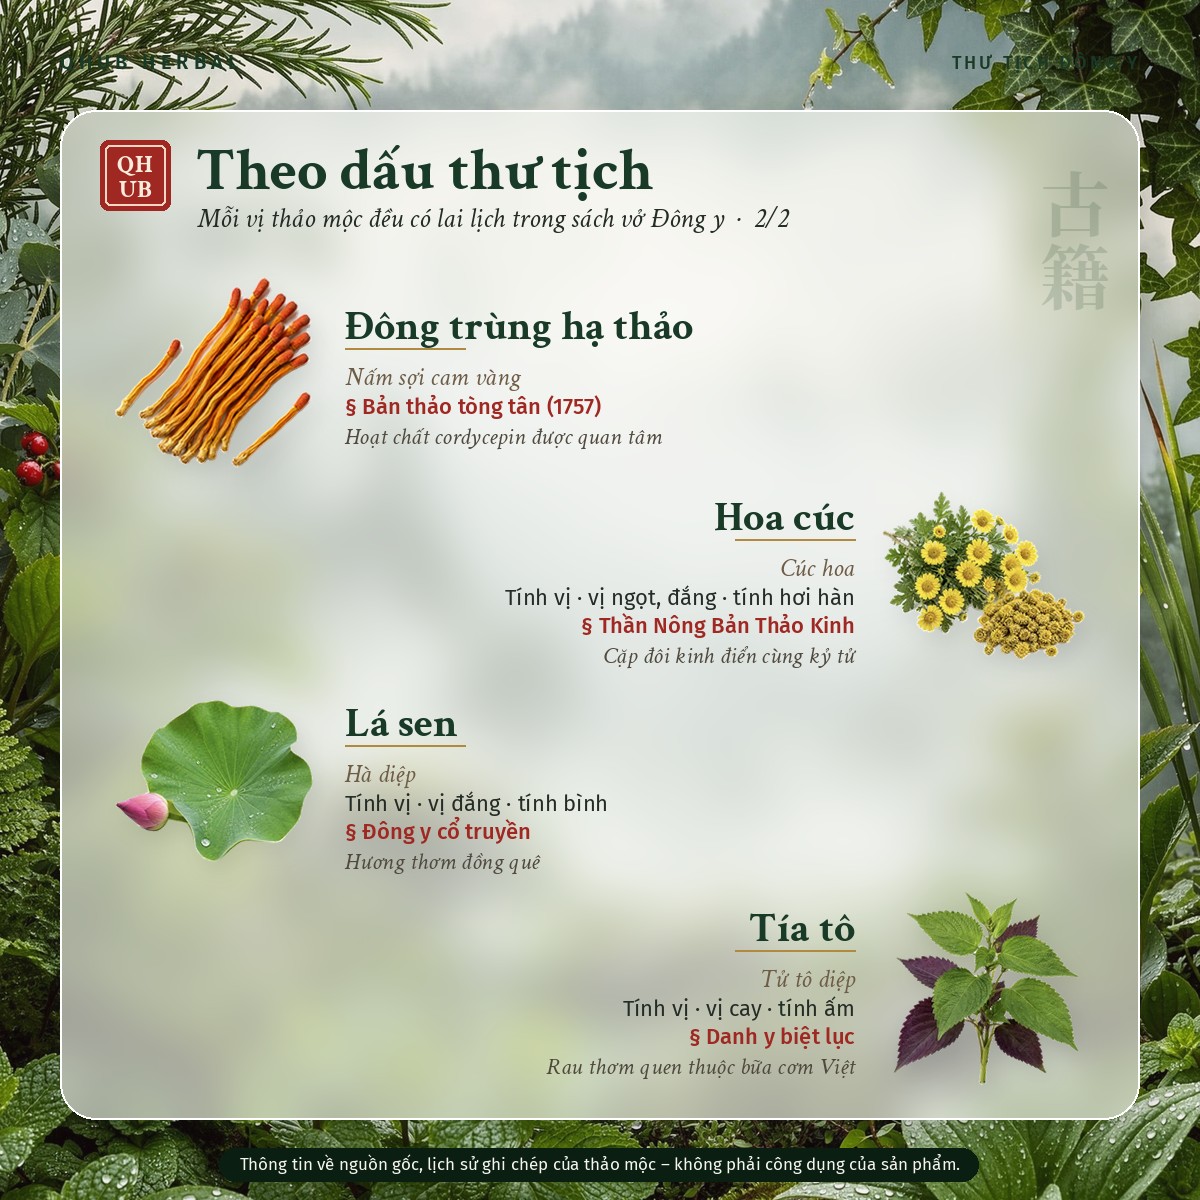 QHUB HERBAL
THƯ TỊCH ĐÔNG Y
QH
UB
Theo dấu thư tịch
Mỗi vị thảo mộc đều có lai lịch trong sách vở Đông y · 2/2
古籍
Đông trùng hạ thảo
Nấm sợi cam vàng
§ Bản thảo tòng tân (1757)
Hoạt chất cordycepin được quan tâm
Hoa cúc
Cúc hoa
Tính vị · vị ngọt, đắng · tính hơi hàn
§ Thần Nông Bản Thảo Kinh
Cặp đôi kinh điển cùng kỷ tử
Lá sen
Hà diệp
Tính vị · vị đắng · tính bình
§ Đông y cổ truyền
Hương thơm đồng quê
Tía tô
Tử tô diệp
Tính vị · vị cay · tính ấm
§ Danh y biệt lục
Rau thơm quen thuộc bữa cơm Việt
Thông tin về nguồn gốc, lịch sử ghi chép của thảo mộc – không phải công dụng của sản phẩm.